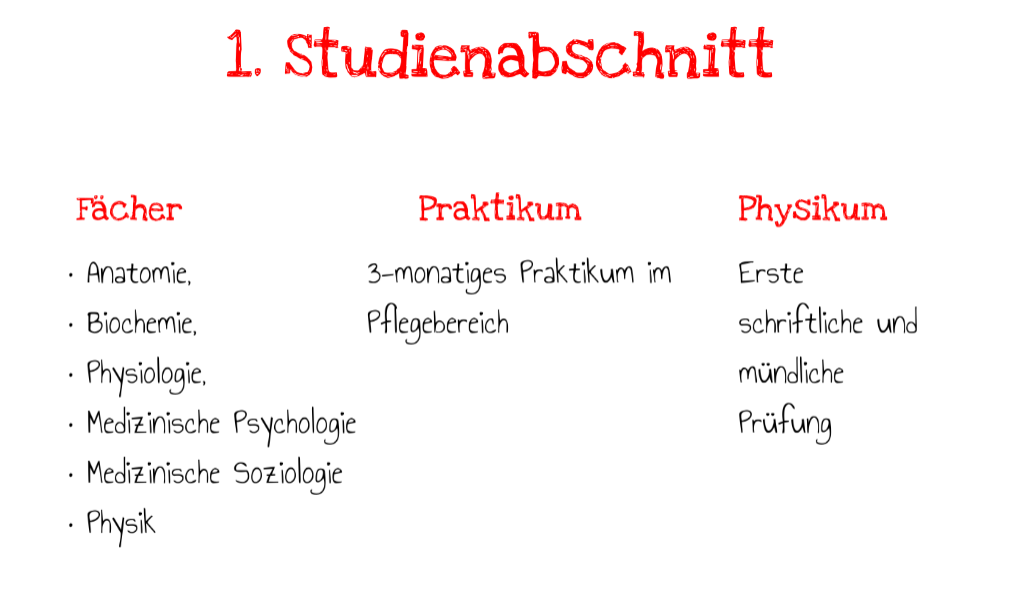 1. Studienabschnitt
Fächer
· Anatomie,
· Biochemie,
· Physiologie,
· Medizinische Psychologie
· Medizinische Soziologie
· Physik
Praktikum
3-monatiges Praktikum im
Pflegebereich
Physikum
Erste
schriftliche und
mündliche
Prüfung